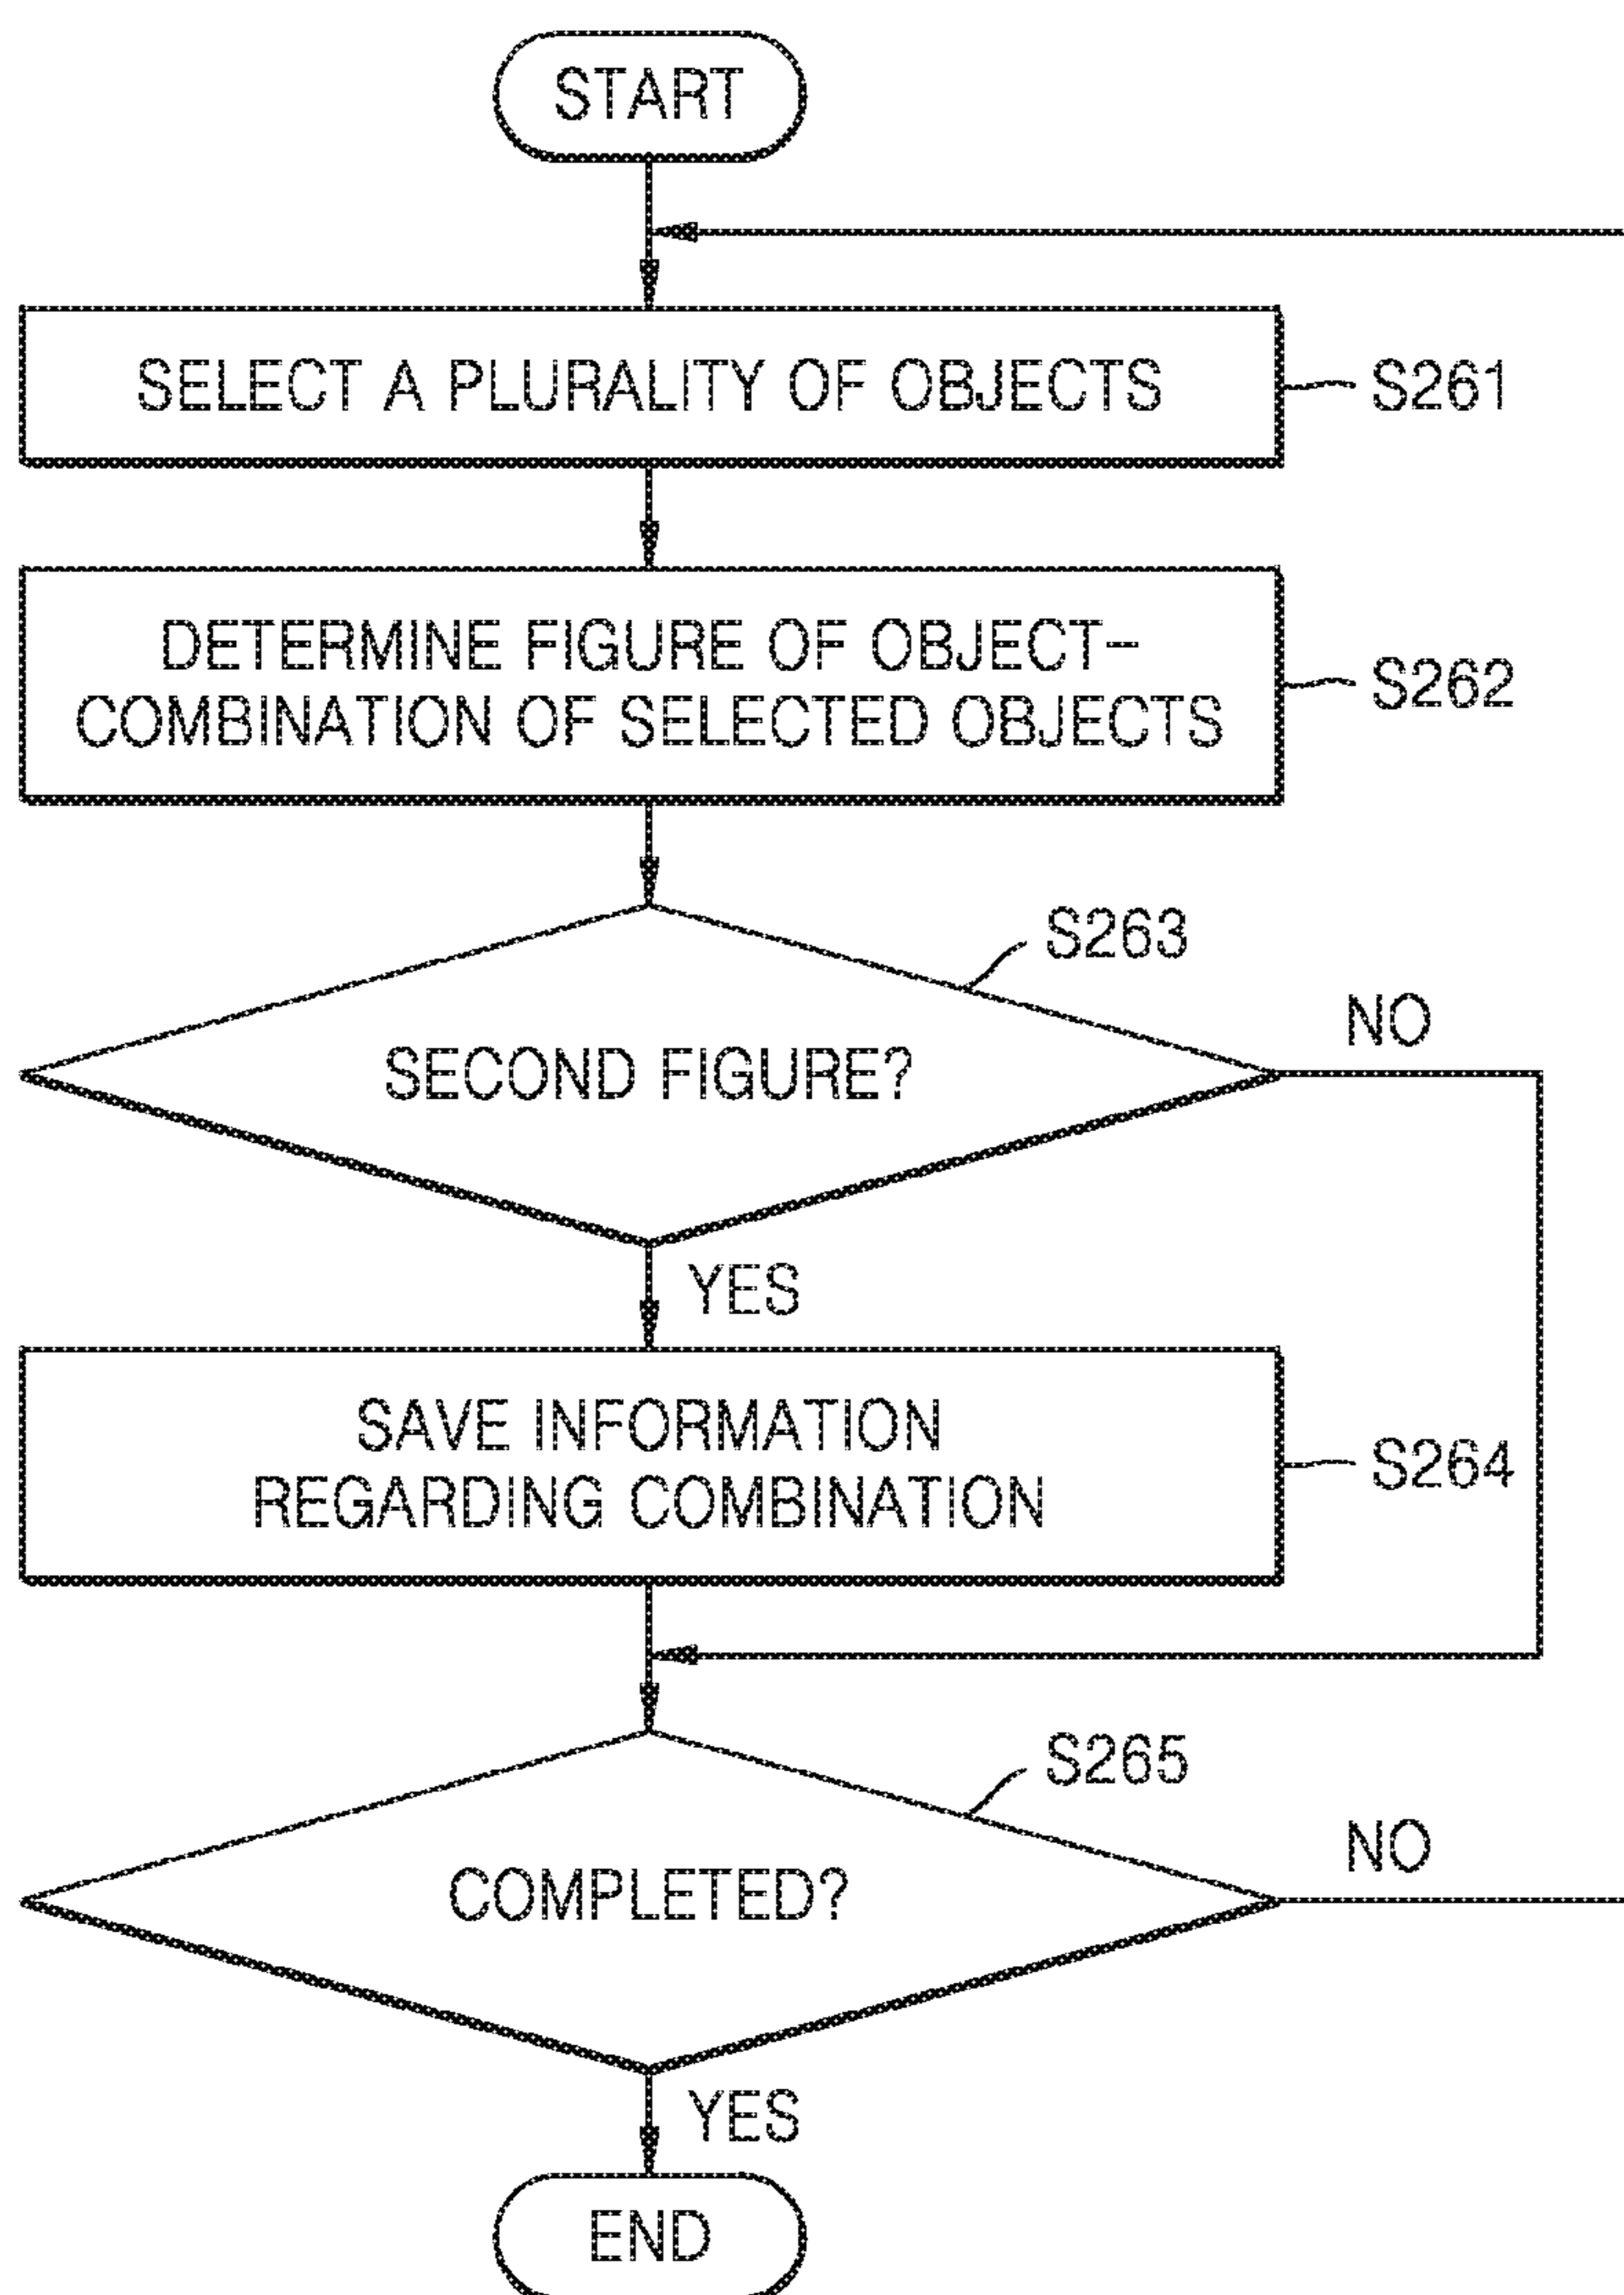 START
SELECT A PLURALITY OF OBJECTS
S261
DETERMINE FIGURE OF OBJECT-
COMBINATION OF SELECTED OBJECTS
S262
S263
NO
SECOND FIGURE?
YES
SAVE INFORMATION
REGARDING COMBINATION
S264
S265
NO
COMPLETED?
YES
END